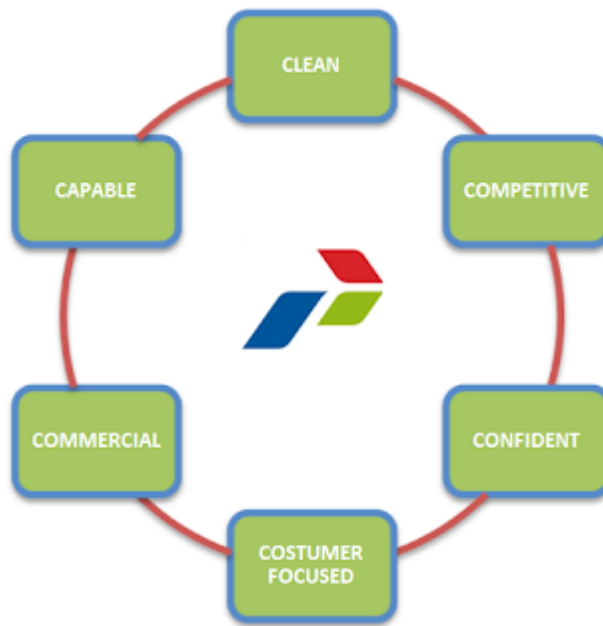 CLEAN
COMPETITIVE
CONFIDENT
COSTUMER
FOCUSED
COMMERCIAL
CAPABLE